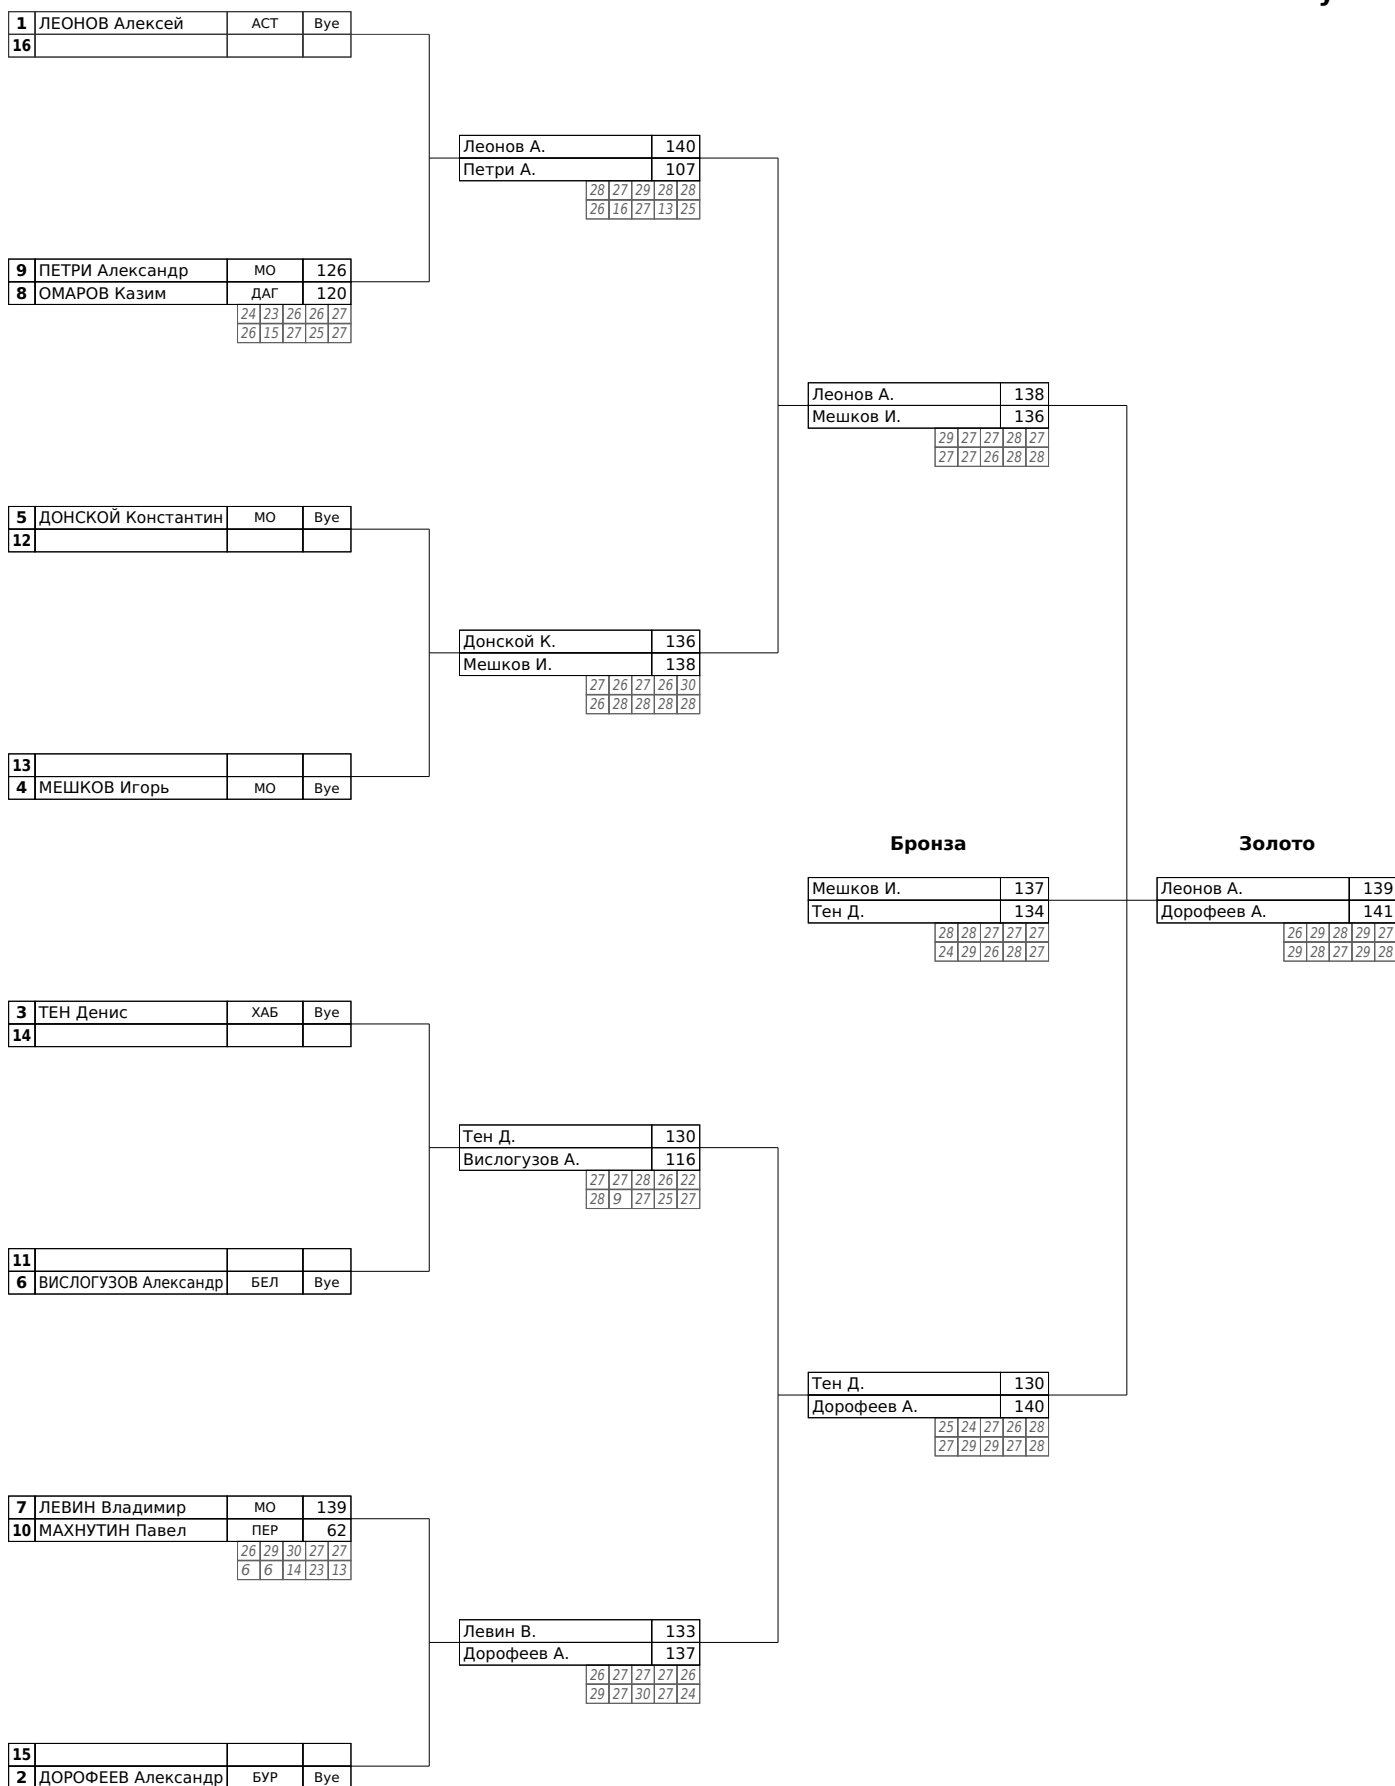 1 ЛЕОНОВ Алексей АСТ Bye
16
Леонов А. 140
Петри А. 107
28 27 29 28 28
26 16 27 13 25
9 ПЕТРИ Александр МО 126
8 ОМАРОВ Казим ДАГ 120
24 23 26 26 27
26 15 27 25 27
Леонов А. 138
Мешков И. 136
29 27 27 28 27
27 27 26 28 28
5 ДОНСКОЙ Константин МО Bye
12
Донской К. 136
Мешков И. 138
27 26 27 26 30
26 28 28 28 28
13
4 МЕШКОВ Игорь МО Bye
Бронза Золото
Мешков И. 137 Леонов А. 139
Тен Д. 134 Дорофеев А. 141
28 28 27 27 27 26 29 28 29 27
24 29 26 28 27 29 28 27 29 28
3 ТЕН Денис ХАБ Bye
14
Тен Д. 130
Вислогузов А. 116
27 27 28 26 22
28 9 27 25 27
11
6 ВИСЛОГУЗОВ Александр БЕЛ Bye
Тен Д. 130
Дорофеев А. 140
25 24 27 26 28
27 29 29 27 28
7 ЛЕВИН Владимир МО 139
10 МАХНУТИН Павел ПЕР 62
26 29 30 27 27
6 6 14 23 13
Левин В. 133
Дорофеев А. 137
26 27 27 27 26
29 27 30 27 24
15
2 ДОРОФЕЕВ Александр БУР Bye